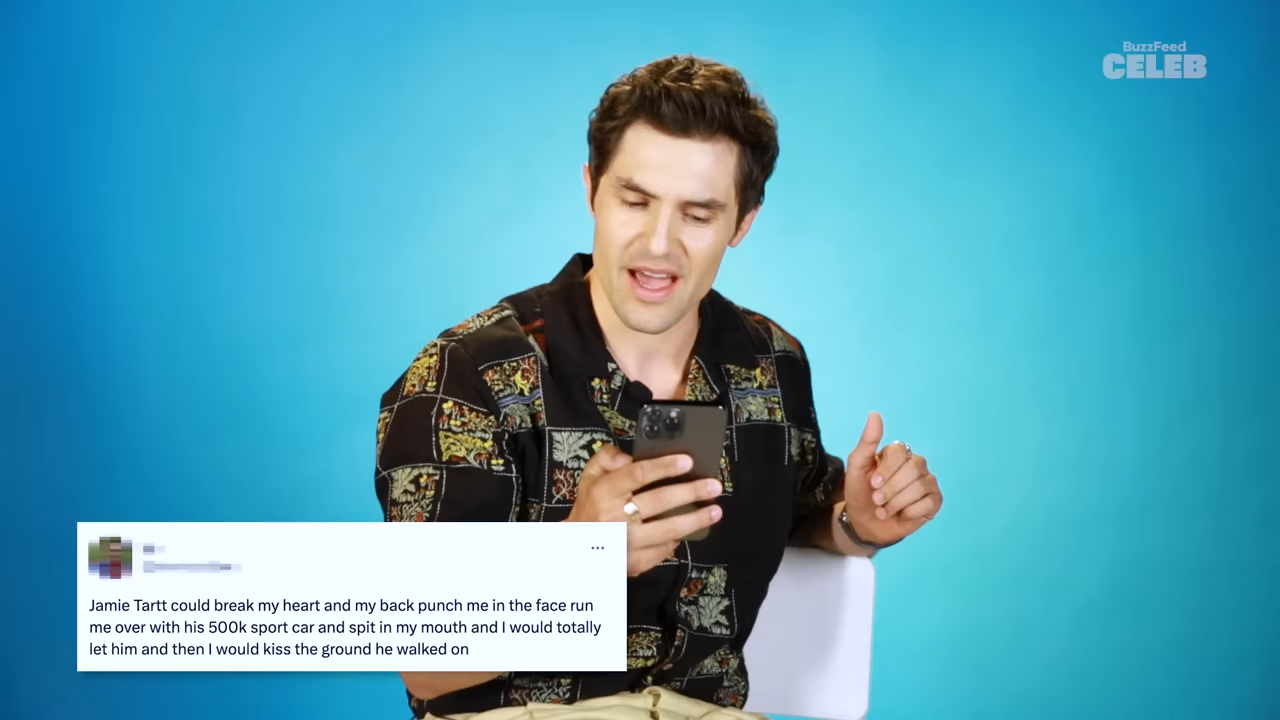 BuzzFeed
CELEB
Jamie Tartt could break my heart and my back punch me in the face run
me over with his 500k sport car and spit in my mouth and I would totally
let him and then I would kiss the ground he walked on